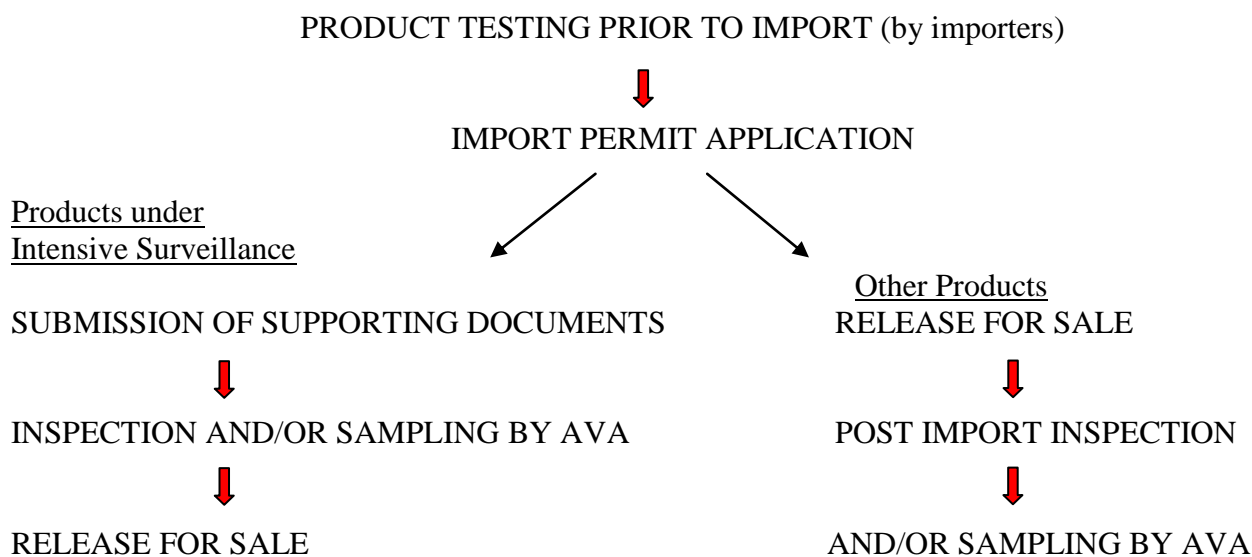 PRODUCT TESTING PRIOR TO IMPORT (by importers)
IMPORT PERMIT APPLICATION
Products under
Intensive Surveillance
SUBMISSION OF SUPPORTING DOCUMENTS
INSPECTION AND/OR SAMPLING BY AVA
RELEASE FOR SALE
Other Products
RELEASE FOR SALE
POST IMPORT INSPECTION
AND/OR SAMPLING BY AVA